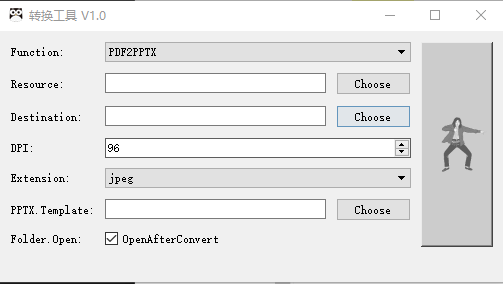 转换工具 V1.0
Function: PDF2PPTX
Resource: Choose
Destination: Choose
DPI: 96
Extension: jpeg
PPTX.Template: Choose
Folder.Open: OpenAfterConvert